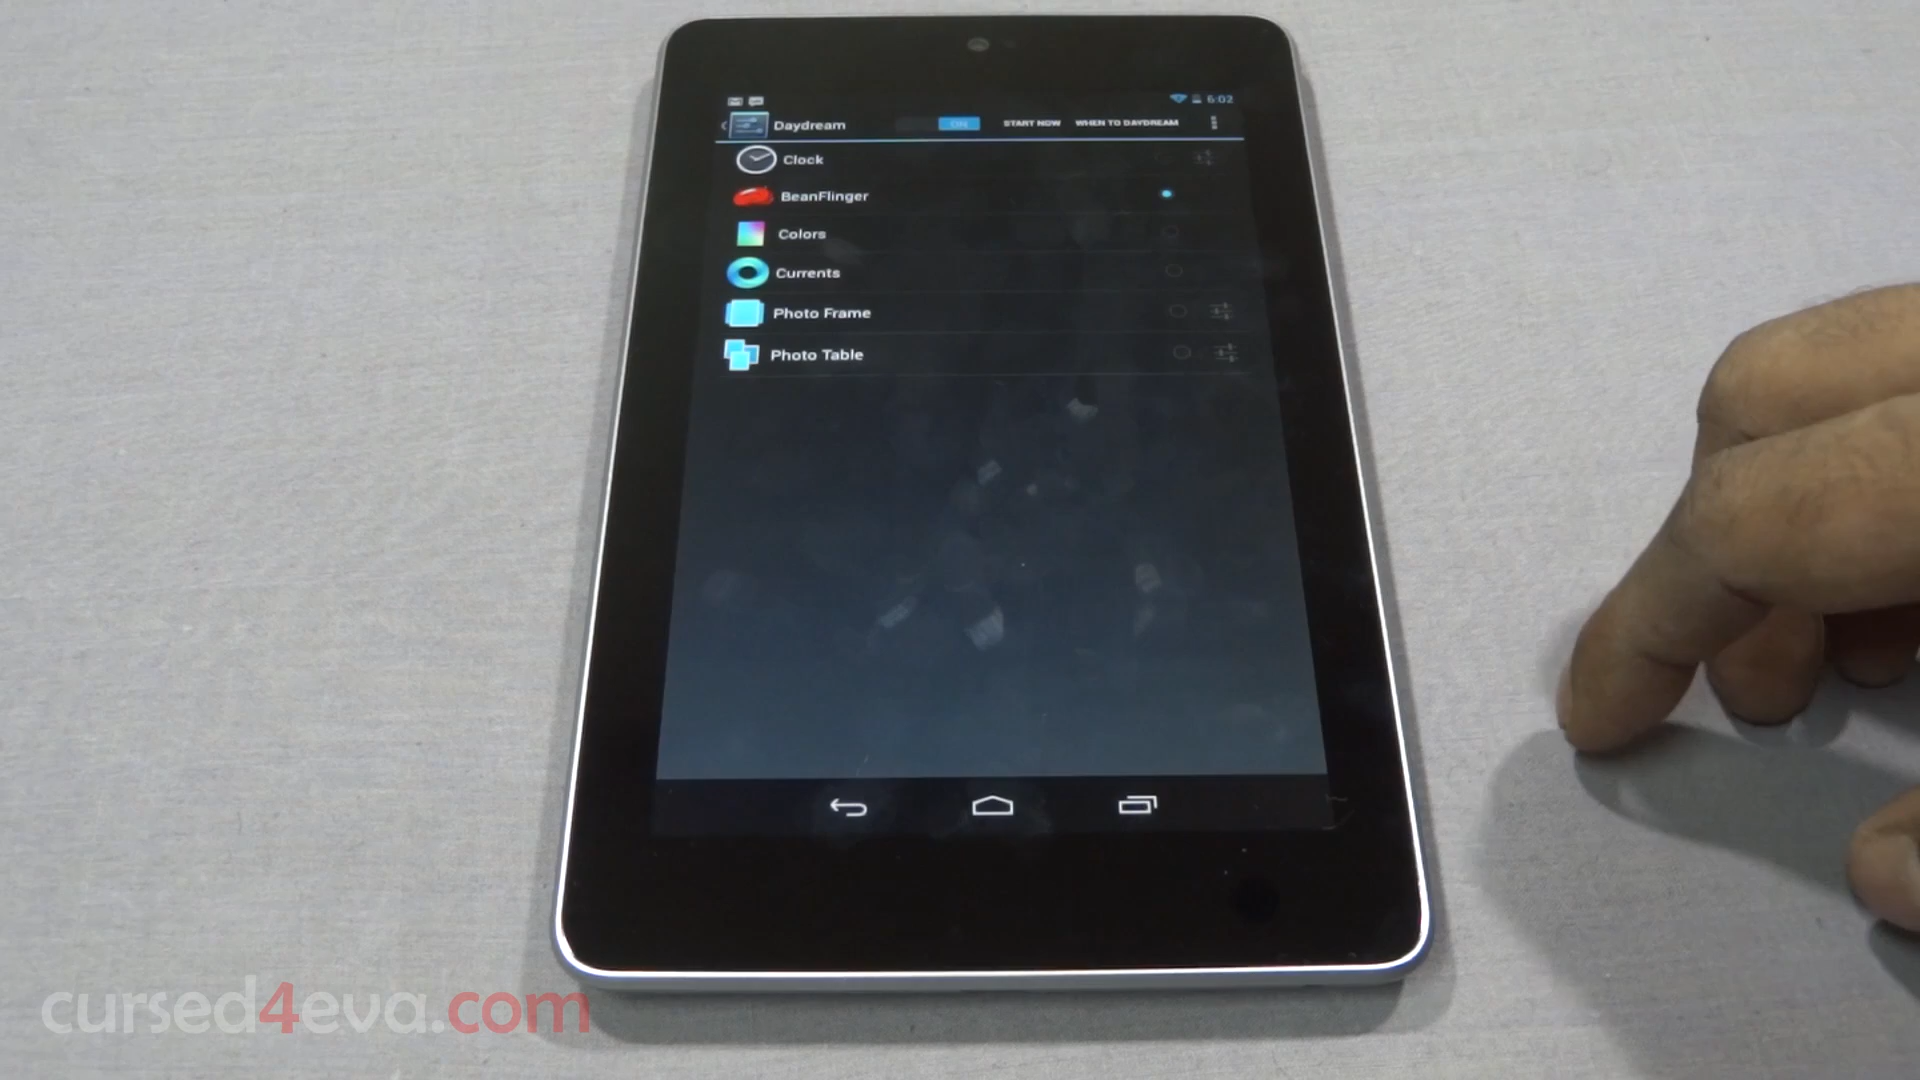 6:02
Daydream ON START NOW WHEN TO DAYDREAM
Clock
BeanFlinger
Colors
Currents
Photo Frame
Photo Table
cursed4eva.com